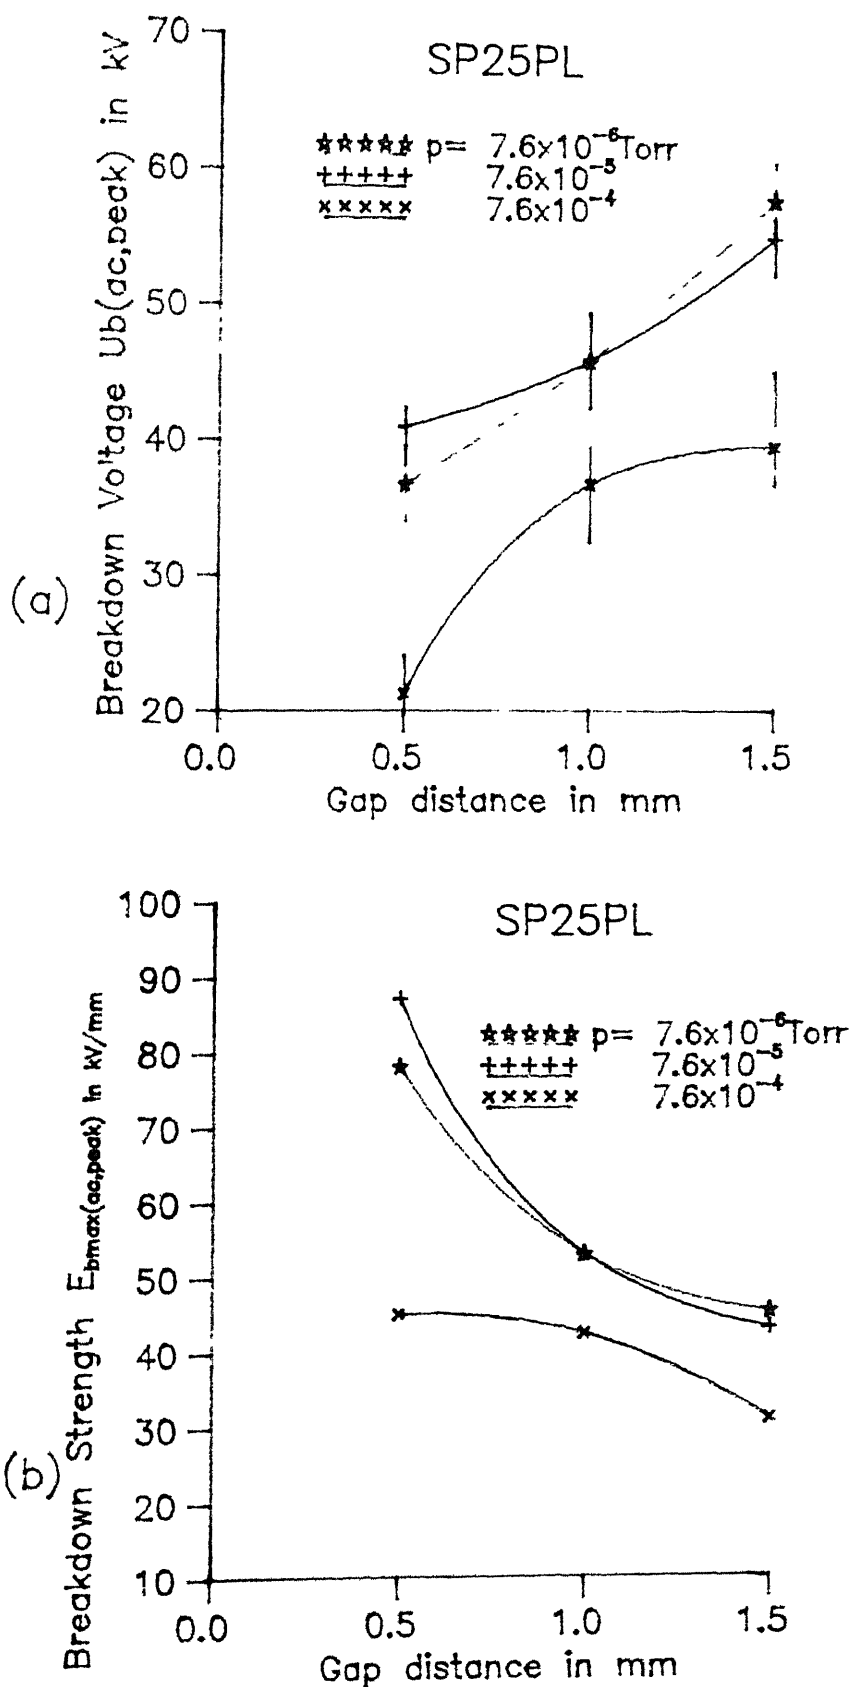 (a)
Breakdown Voltage Ub(ac,peak) in kV
SP25PL
☆☆☆☆☆ p= 7.6x10⁻⁶Torr
+++++ 7.6x10⁻⁵
××××× 7.6x10⁻⁴
70
60
50
40
30
20
0.0 0.5 1.0 1.5
Gap distance in mm
(b)
Breakdown Strength Ebmax(ac,peak) in kV/mm
SP25PL
☆☆☆☆☆ p= 7.6x10⁻⁶Torr
+++++ 7.6x10⁻⁵
××××× 7.6x10⁻⁴
100
90
80
70
60
50
40
30
20
10
0.0 0.5 1.0 1.5
Gap distance in mm